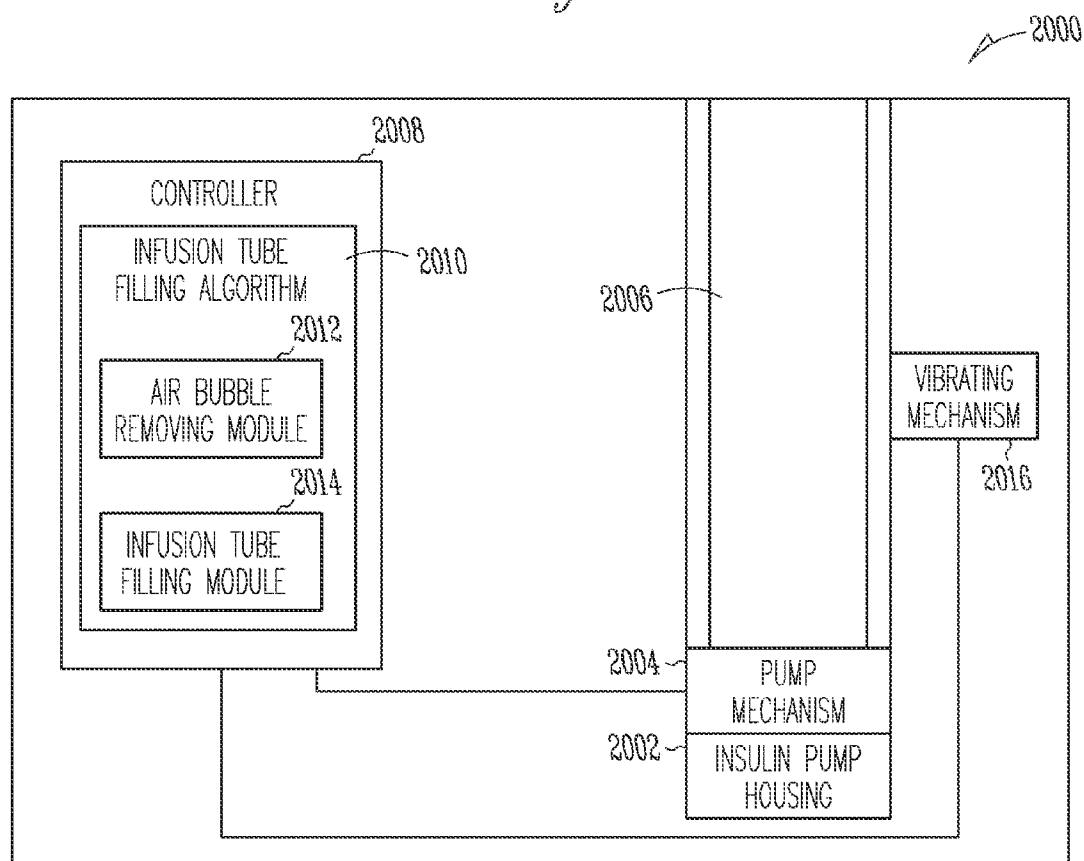 2000
2008
CONTROLLER
INFUSION TUBE
FILLING ALGORITHM
2010
2012
AIR BUBBLE
REMOVING MODULE
2014
INFUSION TUBE
FILLING MODULE
2006
VIBRATING
MECHANISM
2016
2004
PUMP
MECHANISM
2002
INSULIN PUMP
HOUSING